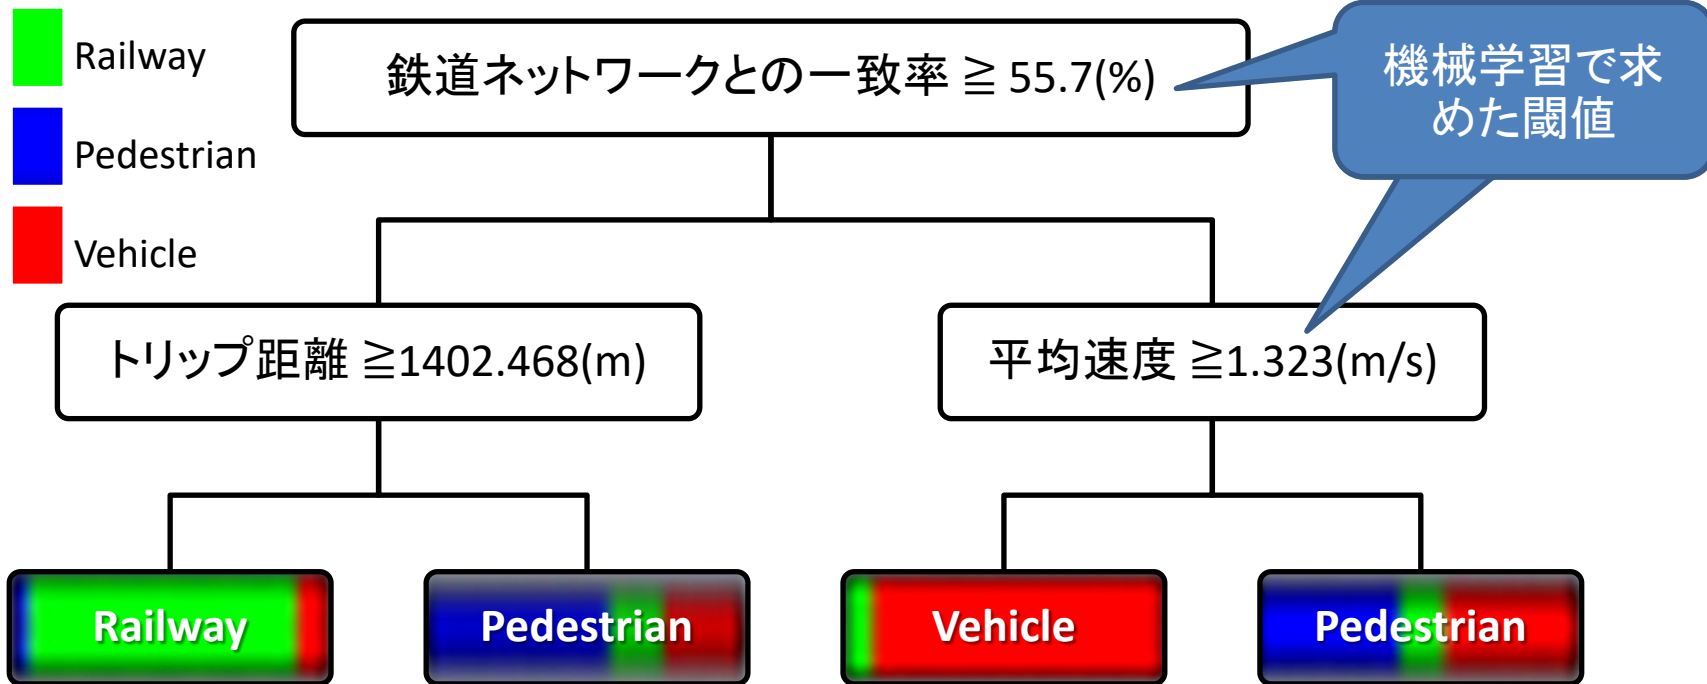 Railway
Pedestrian
Vehicle
鉄道ネットワークとの一致率 ≧ 55.7(%)
機械学習で求
めた閾値
トリップ距離 ≧1402.468(m)
平均速度 ≧1.323(m/s)
Railway
Pedestrian
Vehicle
Pedestrian